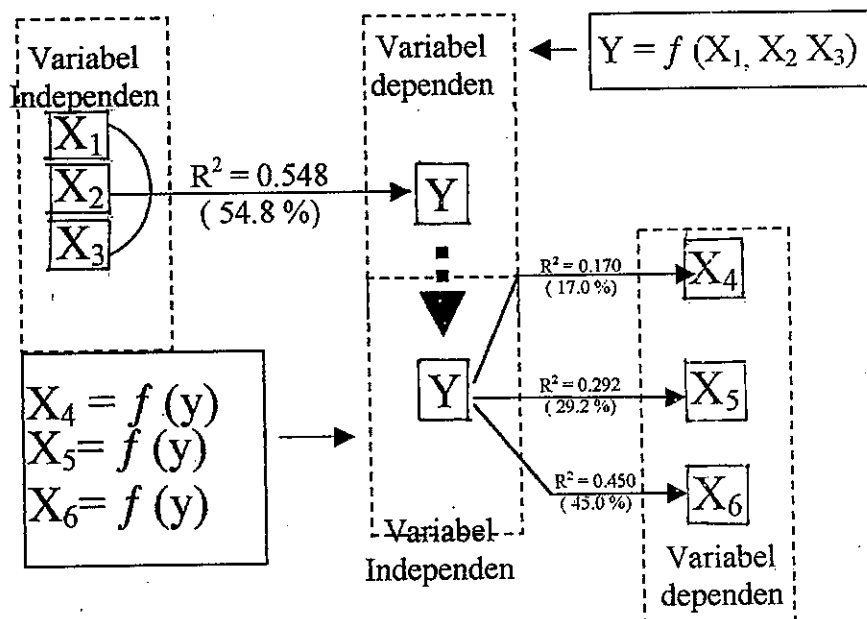 Variabel
Independen
X₁
X₂
X₃
R² = 0.548
( 54.8 %)
Variabel
dependen
Y
Y = f (X₁, X₂ X₃)
X₄ = f (y)
X₅= f (y)
X₆= f (y)
Y
Variabel
Independen
R² = 0.170
( 17.0 %)
X₄
R² = 0.292
( 29.2 %)
X₅
R² = 0.450
( 45.0 %)
X₆
Variabel
dependen